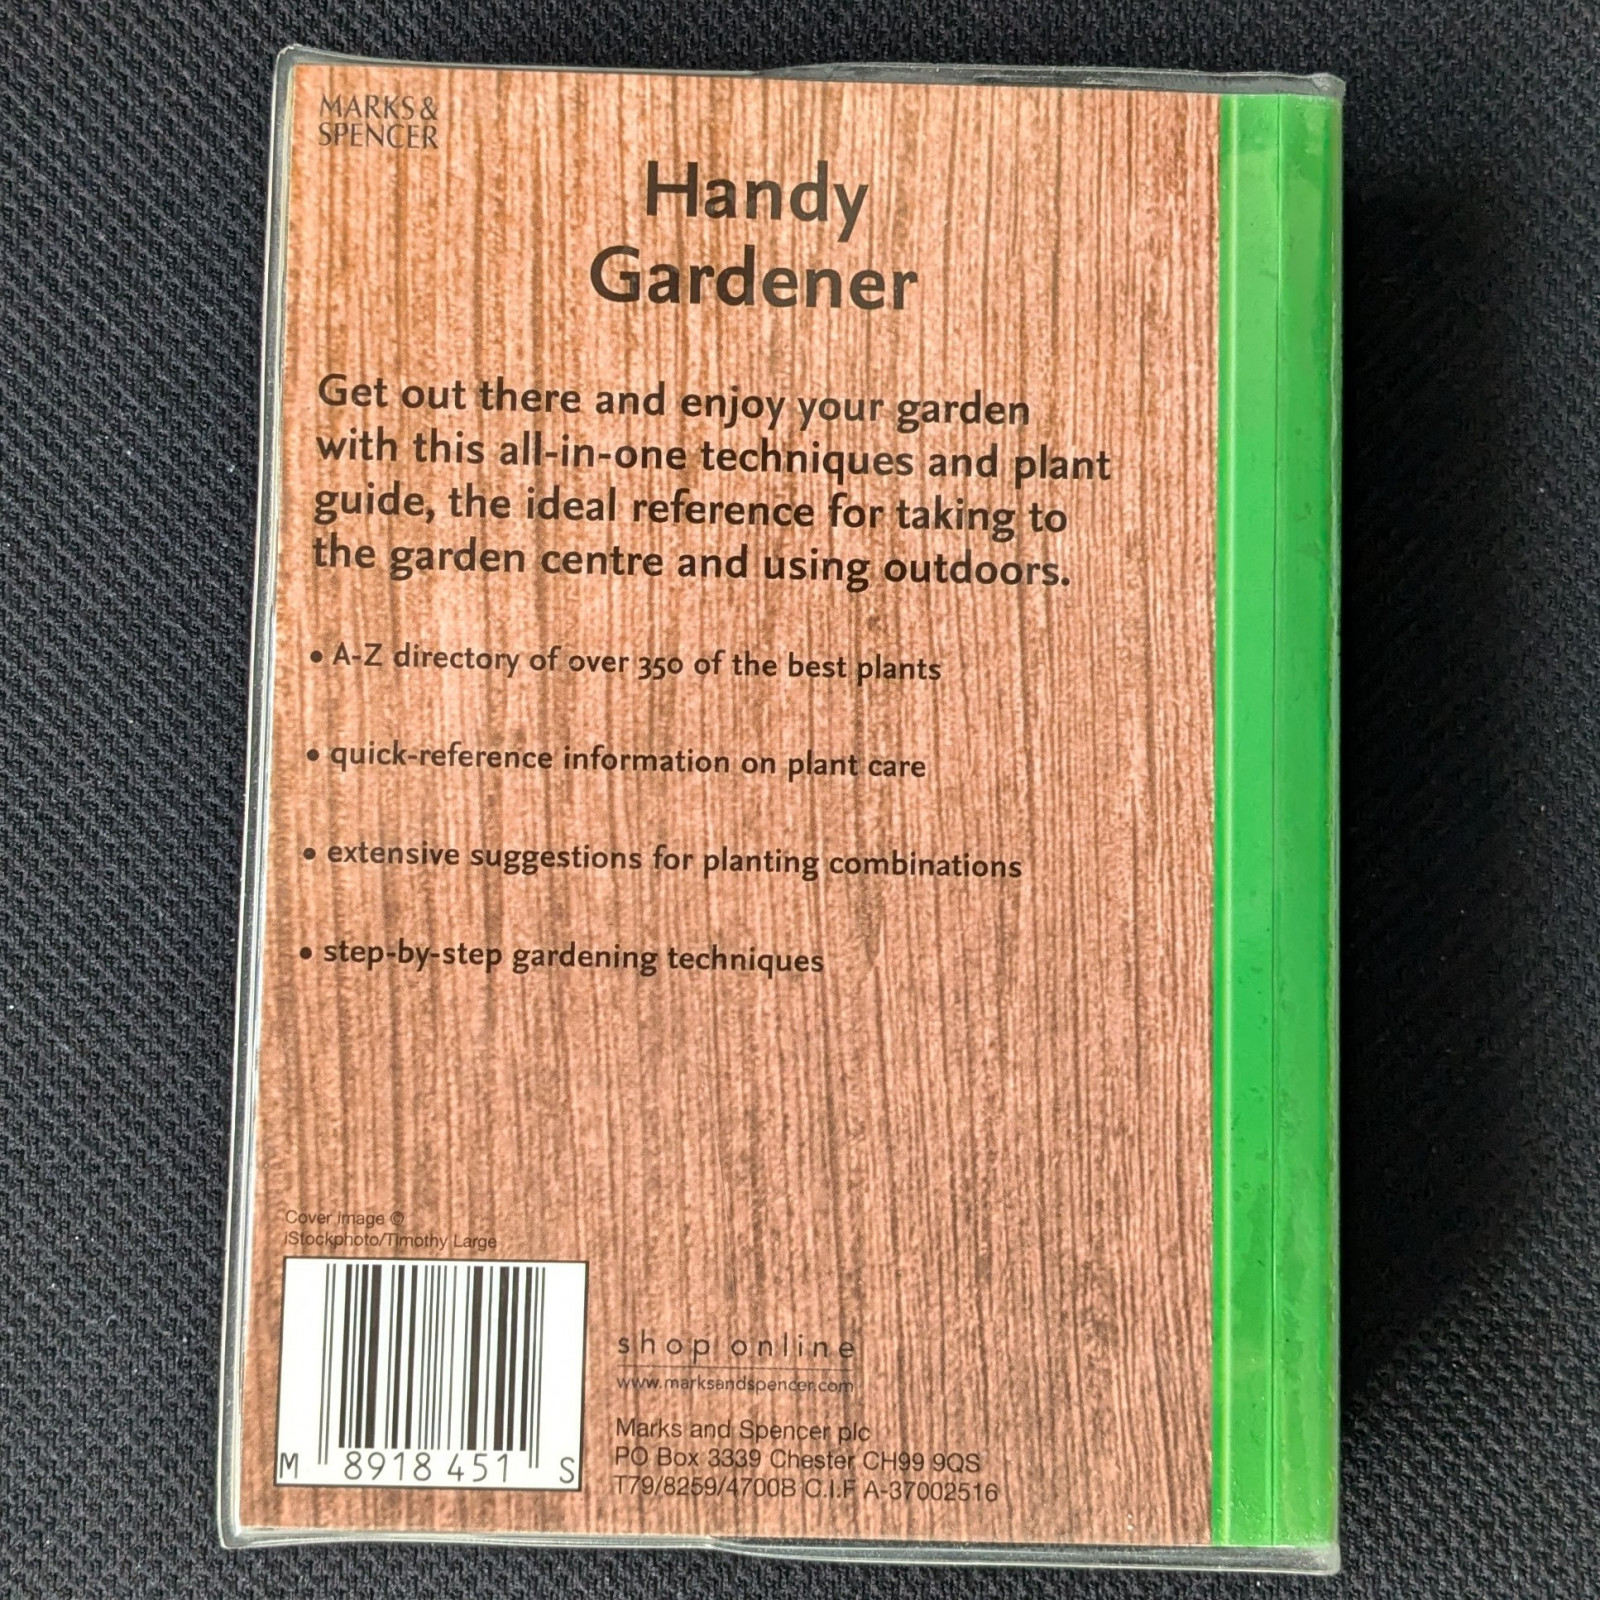 MARKS &
SPENCER
Handy
Gardener
Get out there and enjoy your garden
with this all-in-one techniques and plant
guide, the ideal reference for taking to
the garden centre and using outdoors.
• A-Z directory of over 350 of the best plants
• quick-reference information on plant care
• extensive suggestions for planting combinations
• step-by-step gardening techniques
Cover image ©
iStockphoto/Timothy Large
M 8918 451 S
shop online
www.marksandspencer.com
Marks and Spencer plc
PO Box 3339 Chester CH99 9QS
T79/8259/4700B C.I.F A-37002516